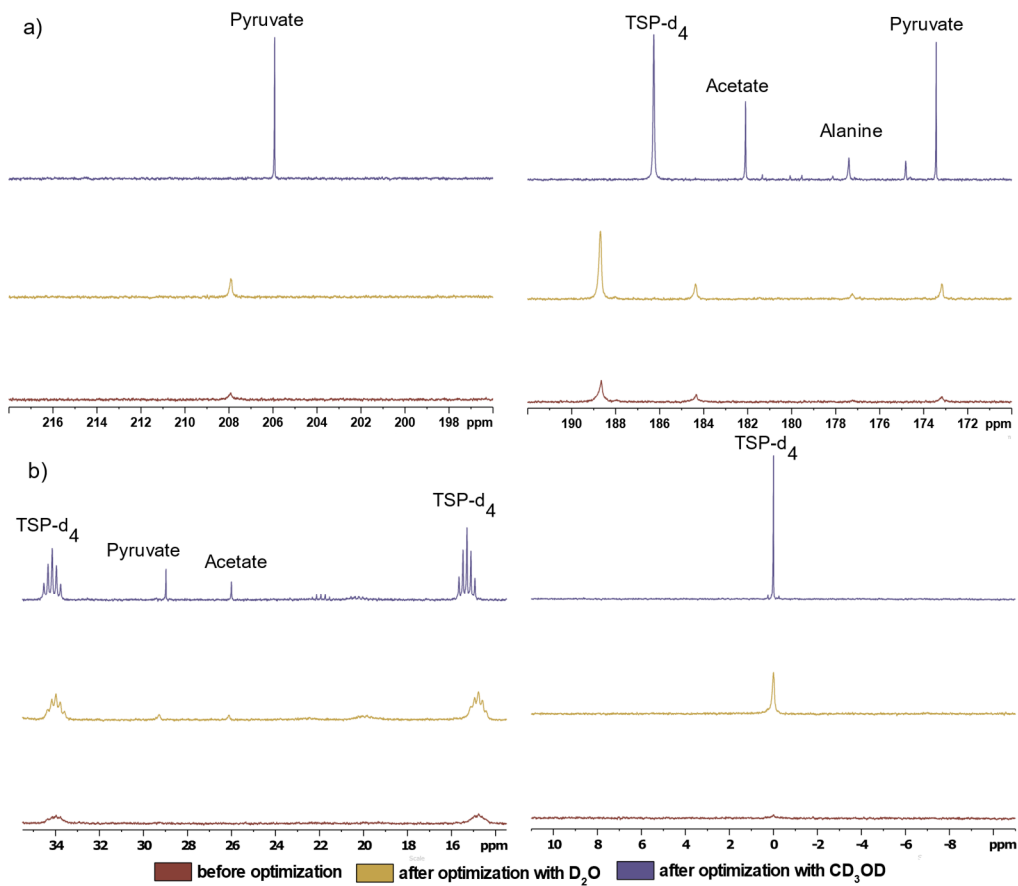 a)
Pyruvate
TSP-d4
Pyruvate
Acetate
Alanine
216 214 212 210 208 206 204 202 200 198 ppm
190 188 186 184 182 180 178 176 174 172 ppm
b)
TSP-d4
TSP-d4
TSP-d4
Pyruvate
Acetate
34 32 30 28 26 24 22 20 18 16 ppm
10 8 6 4 2 0 -2 -4 -6 -8 ppm
Scale
before optimization after optimization with D2O after optimization with CD3OD